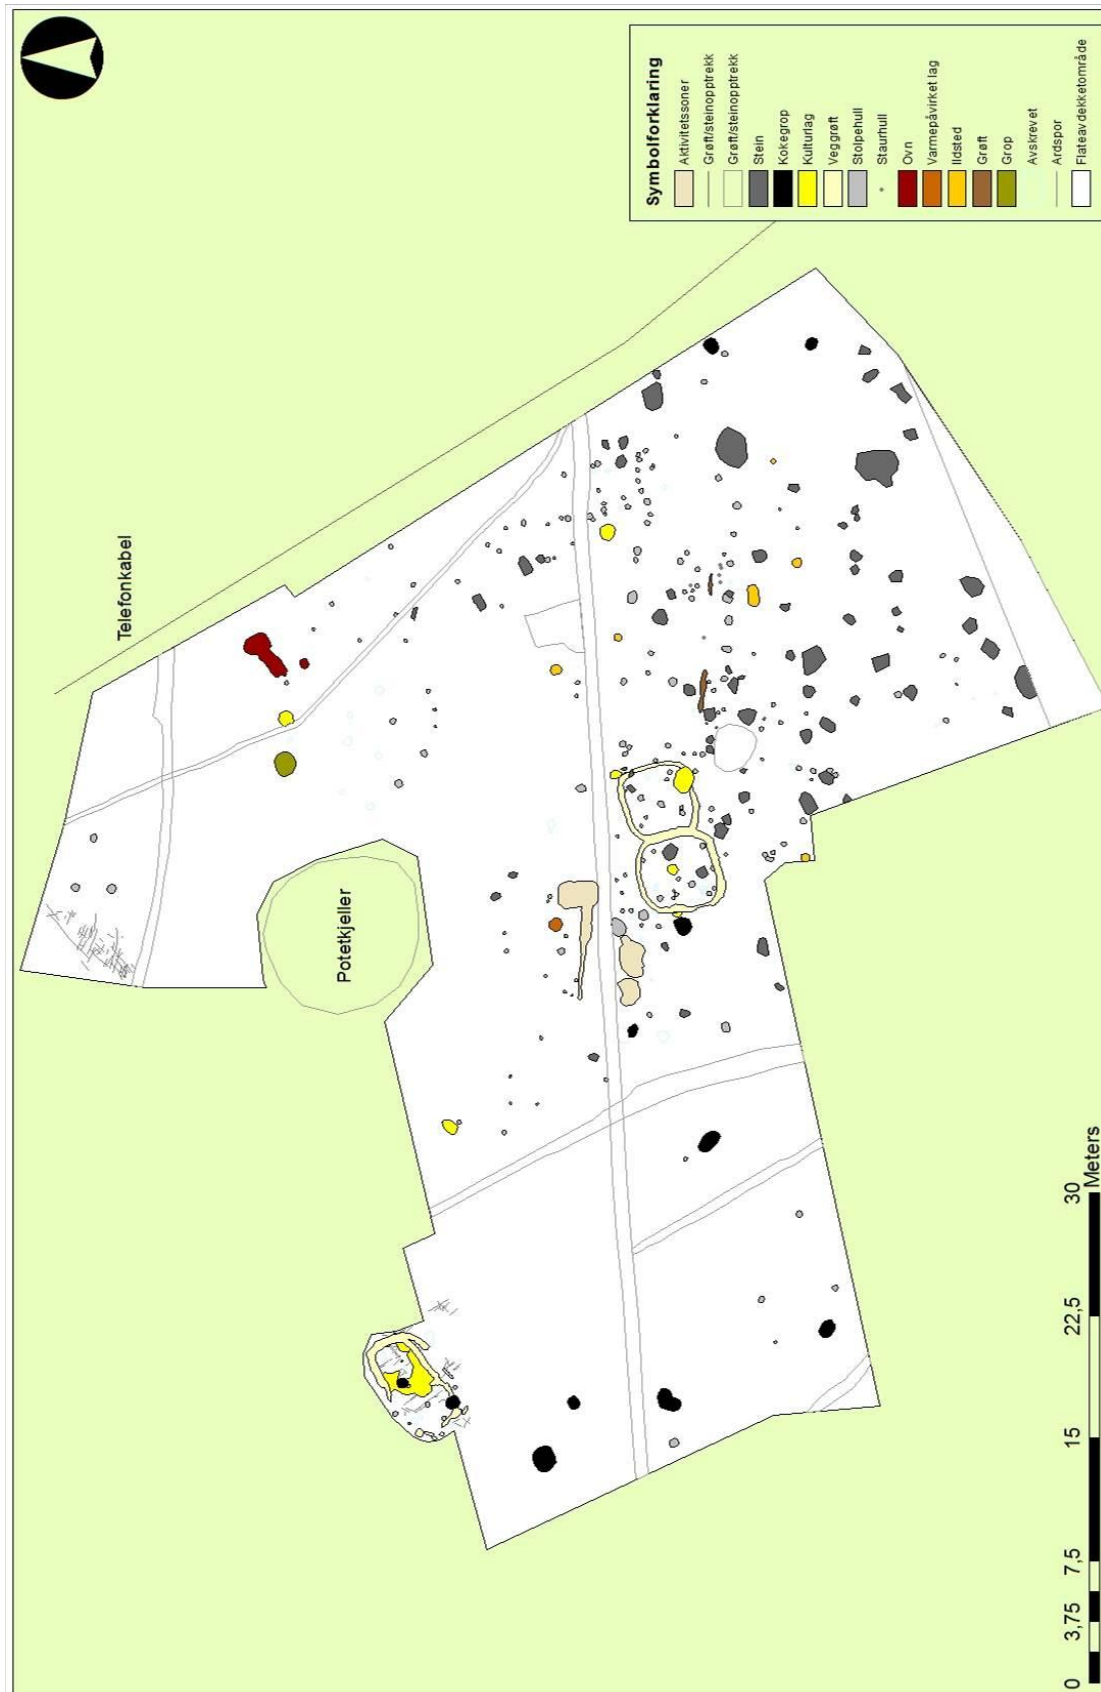 Telefonkabel
Potetkjeller
Symbolforklaring
Aktivitetssoner
Grøft/steinopptrekk
Grøft/steinopptrekk
Stein
Kokegrop
Kulturlag
Veggrøft
Stolpehull
Staurhull
Ovn
Varmepåvirket lag
Ildsted
Grøft
Grop
Avskrevet
Ardspor
Flateavdekketområde
0 3,75 7,5 15 22,5 30
Meters